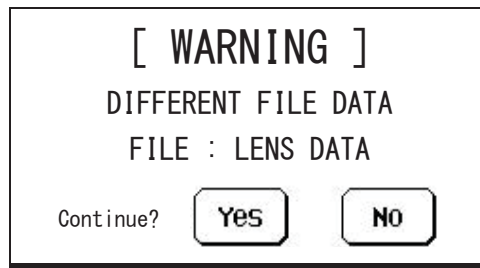 [ WARNING ]
DIFFERENT FILE DATA
FILE : LENS DATA
Continue? Yes No